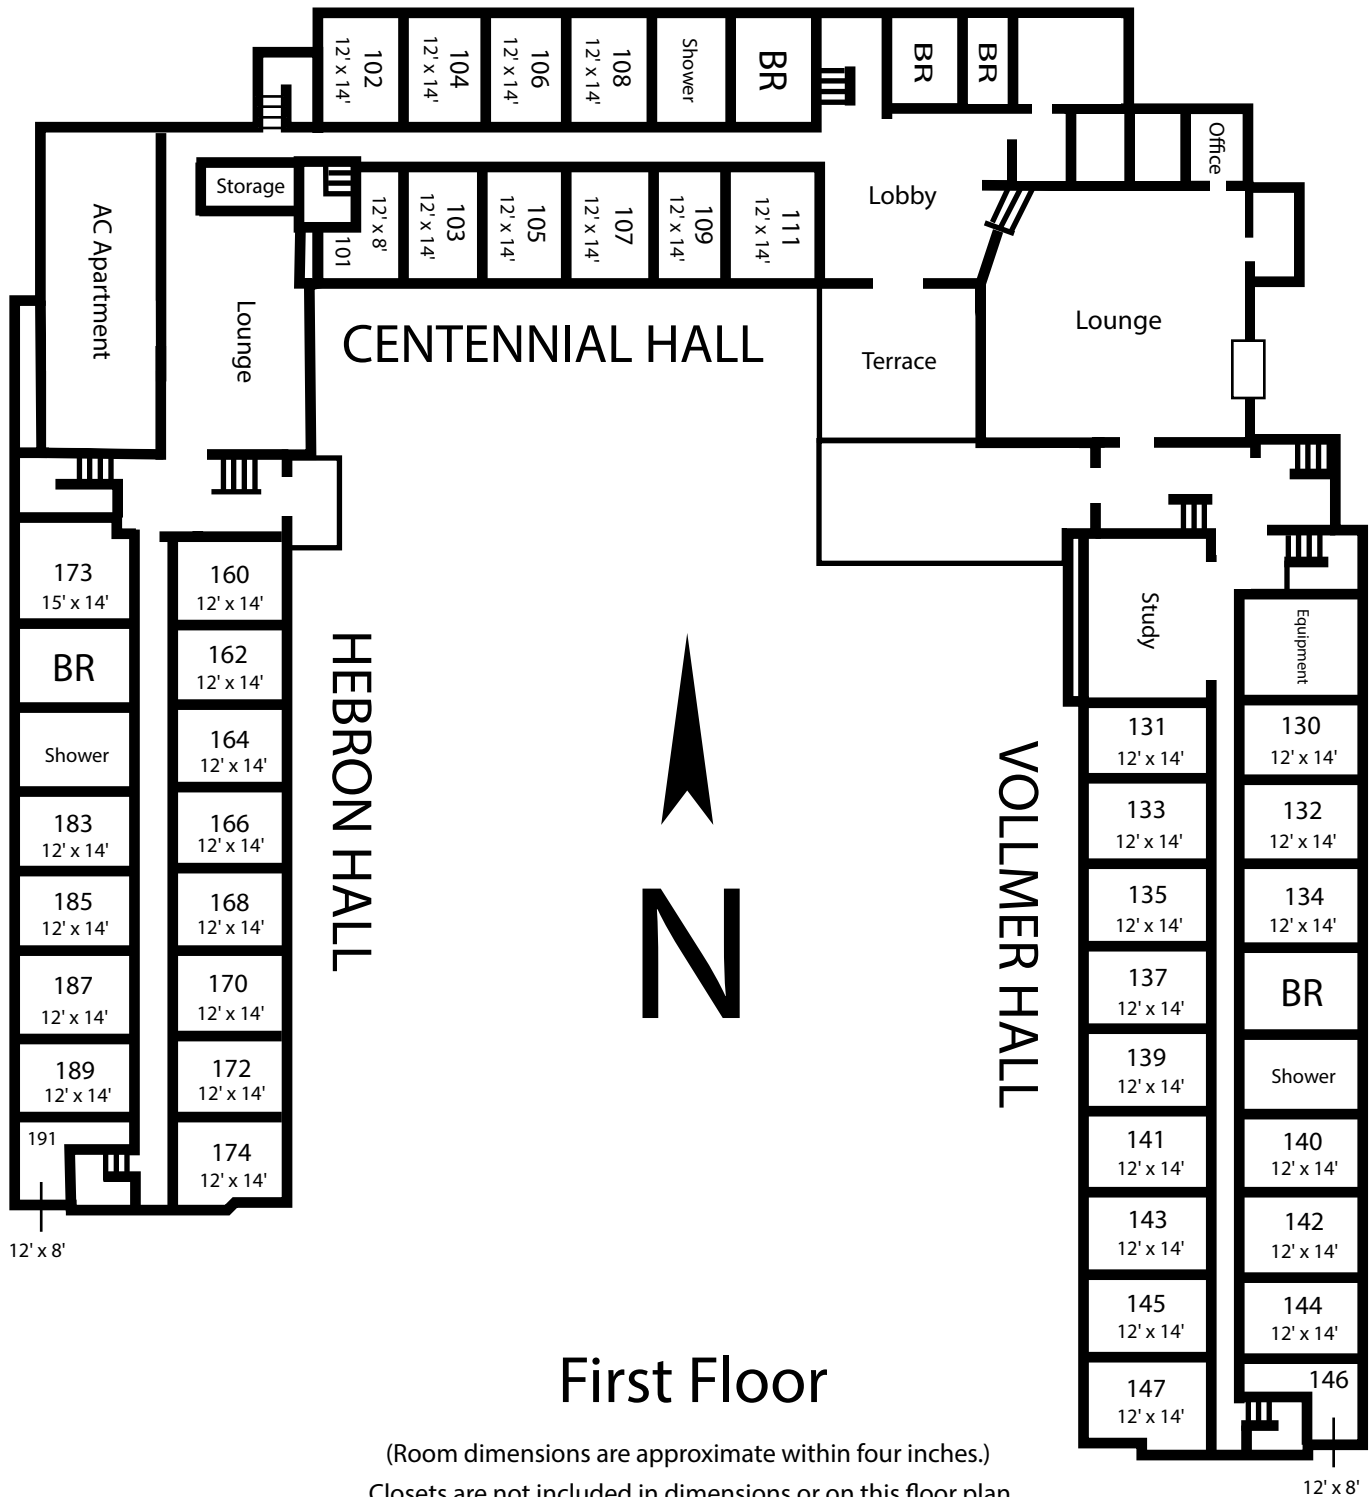 102
12' x 14'
104
12' x 14'
106
12' x 14'
108
12' x 14'
Shower
BR
BR
BR
Office
Storage
101
12' x 8'
103
12' x 14'
105
12' x 14'
107
12' x 14'
109
12' x 14'
111
12' x 14'
Lobby
AC Apartment
Lounge
CENTENNIAL HALL
Terrace
Lounge
173
15' x 14'
BR
Shower
183
12' x 14'
185
12' x 14'
187
12' x 14'
189
12' x 14'
191
12' x 8'
160
12' x 14'
162
12' x 14'
164
12' x 14'
166
12' x 14'
168
12' x 14'
170
12' x 14'
172
12' x 14'
174
12' x 14'
HEBRON HALL
N
VOLLMER HALL
Study
131
12' x 14'
133
12' x 14'
135
12' x 14'
137
12' x 14'
139
12' x 14'
141
12' x 14'
143
12' x 14'
145
12' x 14'
147
12' x 14'
Equipment
130
12' x 14'
132
12' x 14'
134
12' x 14'
BR
Shower
140
12' x 14'
142
12' x 14'
144
12' x 14'
146
12' x 8'
First Floor
(Room dimensions are approximate within four inches.)
Closets are not included in dimensions or on this floor plan